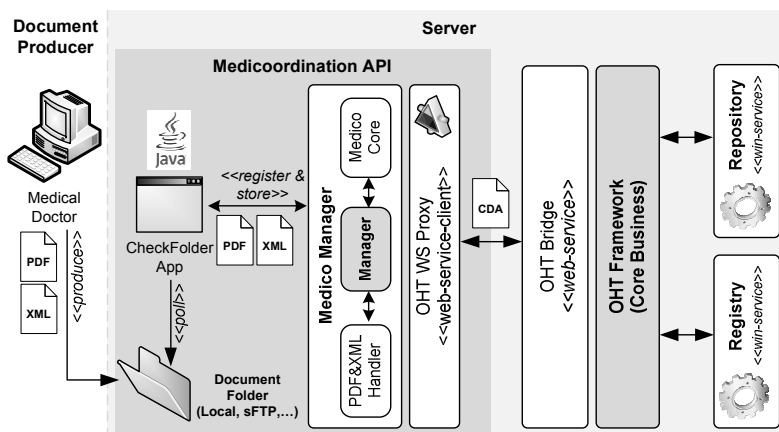 Document
Producer
Server
Medicoordination API
Medical
Doctor
PDF
XML
<<produce>>
Java
CheckFolder
App
<<poll>>
<<register &
store>>
PDF
XML
Document
Folder
(Local, sFTP,...)
Medico Manager
Medico
Core
Manager
PDF&XML
Handler
OHT WS Proxy
<<web-service-client>>
CDA
OHT Bridge
<<web-service>>
OHT Framework
(Core Business)
Repository
<<win-service>>
Registry
<<win-service>>